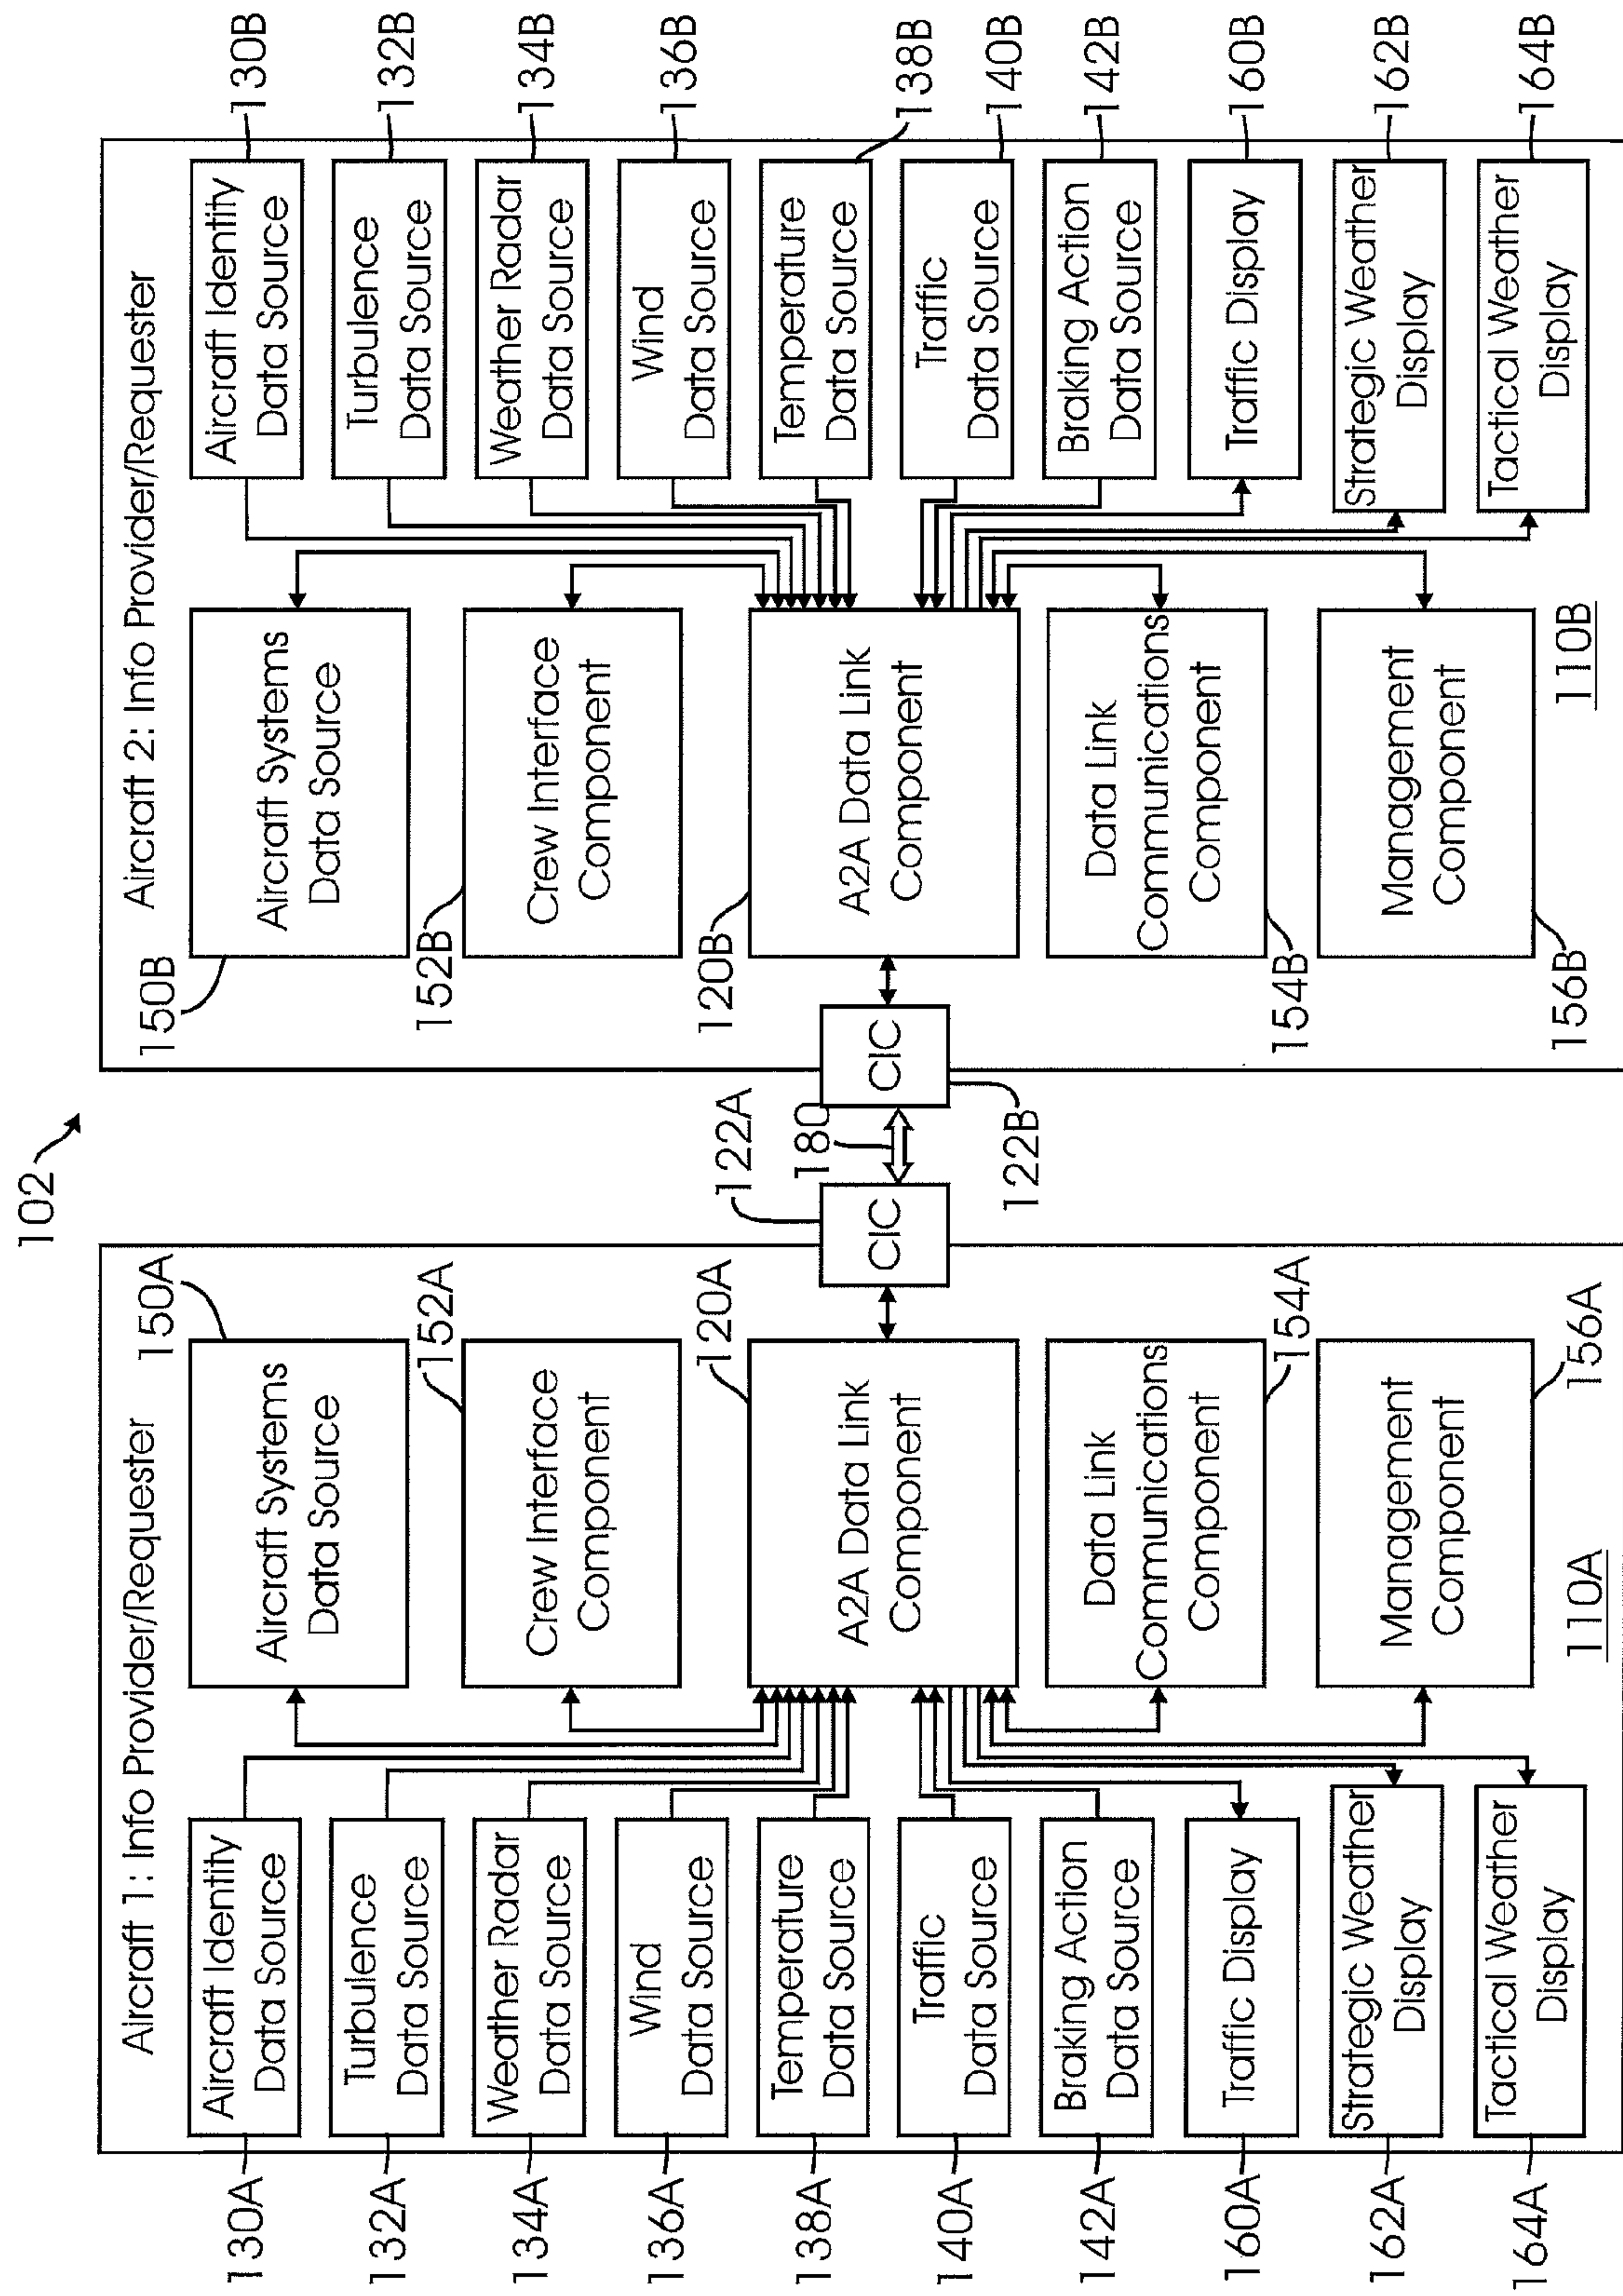 102
Aircraft 1: Info Provider/Requester
130A
Aircraft Identity
Data Source
132A
Turbulence
Data Source
134A
Weather Radar
Data Source
136A
Wind
Data Source
138A
Temperature
Data Source
140A
Traffic
Data Source
142A
Braking Action
Data Source
160A
Traffic Display
162A
Strategic Weather
Display
164A
Tactical Weather
Display
150A
Aircraft Systems
Data Source
152A
Crew Interface
Component
120A
A2A Data Link
Component
154A
Data Link
Communications
Component
156A
Management
Component
110A
122A
CIC
180
CIC
122B
Aircraft 2: Info Provider/Requester
150B
Aircraft Systems
Data Source
152B
Crew Interface
Component
120B
A2A Data Link
Component
154B
Data Link
Communications
Component
156B
Management
Component
110B
Aircraft Identity
Data Source
130B
Turbulence
Data Source
132B
Weather Radar
Data Source
134B
Wind
Data Source
136B
Temperature
Data Source
138B
Traffic
Data Source
140B
Braking Action
Data Source
142B
Traffic Display
160B
Strategic Weather
Display
162B
Tactical Weather
Display
164B